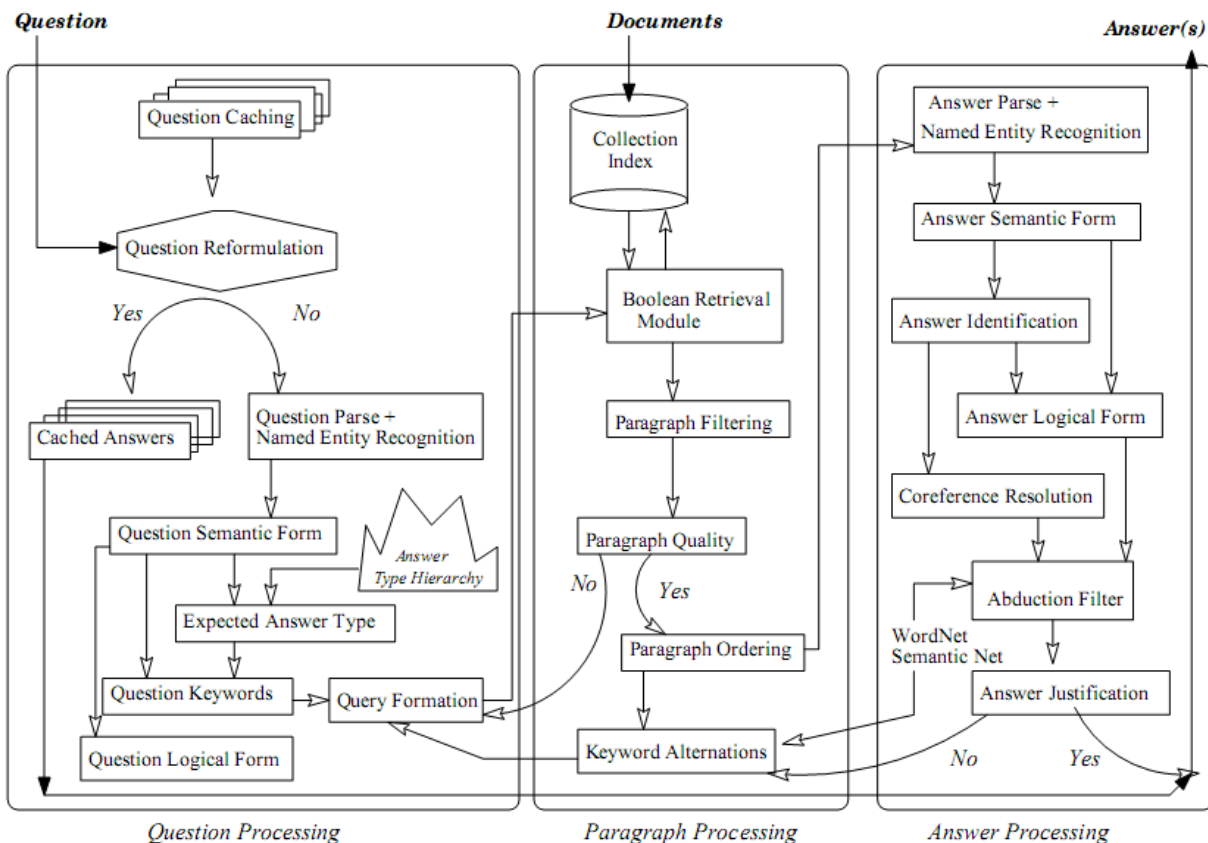 Question
Documents
Answer(s)
Question Caching
Question Reformulation
Yes
No
Cached Answers
Question Parse +
Named Entity Recognition
Question Semantic Form
Answer
Type Hierarchy
Expected Answer Type
Question Keywords
Query Formation
Question Logical Form
Question Processing
Collection
Index
Boolean Retrieval
Module
Paragraph Filtering
Paragraph Quality
No
Yes
Paragraph Ordering
Keyword Alternations
Paragraph Processing
Answer Parse +
Named Entity Recognition
Answer Semantic Form
Answer Identification
Answer Logical Form
Coreference Resolution
Abduction Filter
WordNet
Semantic Net
Answer Justification
No
Yes
Answer Processing